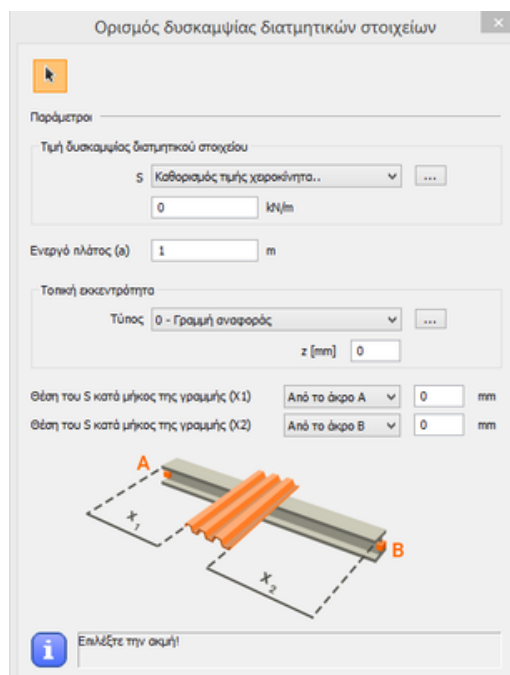 Ορισμός δυσκαμψίας διατμητικών στοιχείων
Παράμετροι
Τιμή δυσκαμψίας διατμητικού στοιχείου
S Καθορισμός τιμής χειροκίνητα.. ...
0 kN/m
Ενεργό πλάτος (a) 1 m
Τοπική εκκεντρότητα
Τύπος 0 - Γραμμή αναφοράς ...
z [mm] 0
Θέση του S κατά μήκος της γραμμής (X1) Από το άκρο A 0 mm
Θέση του S κατά μήκος της γραμμής (X2) Από το άκρο B 0 mm
A
X1
B
X2
Επιλέξτε την ακμή!